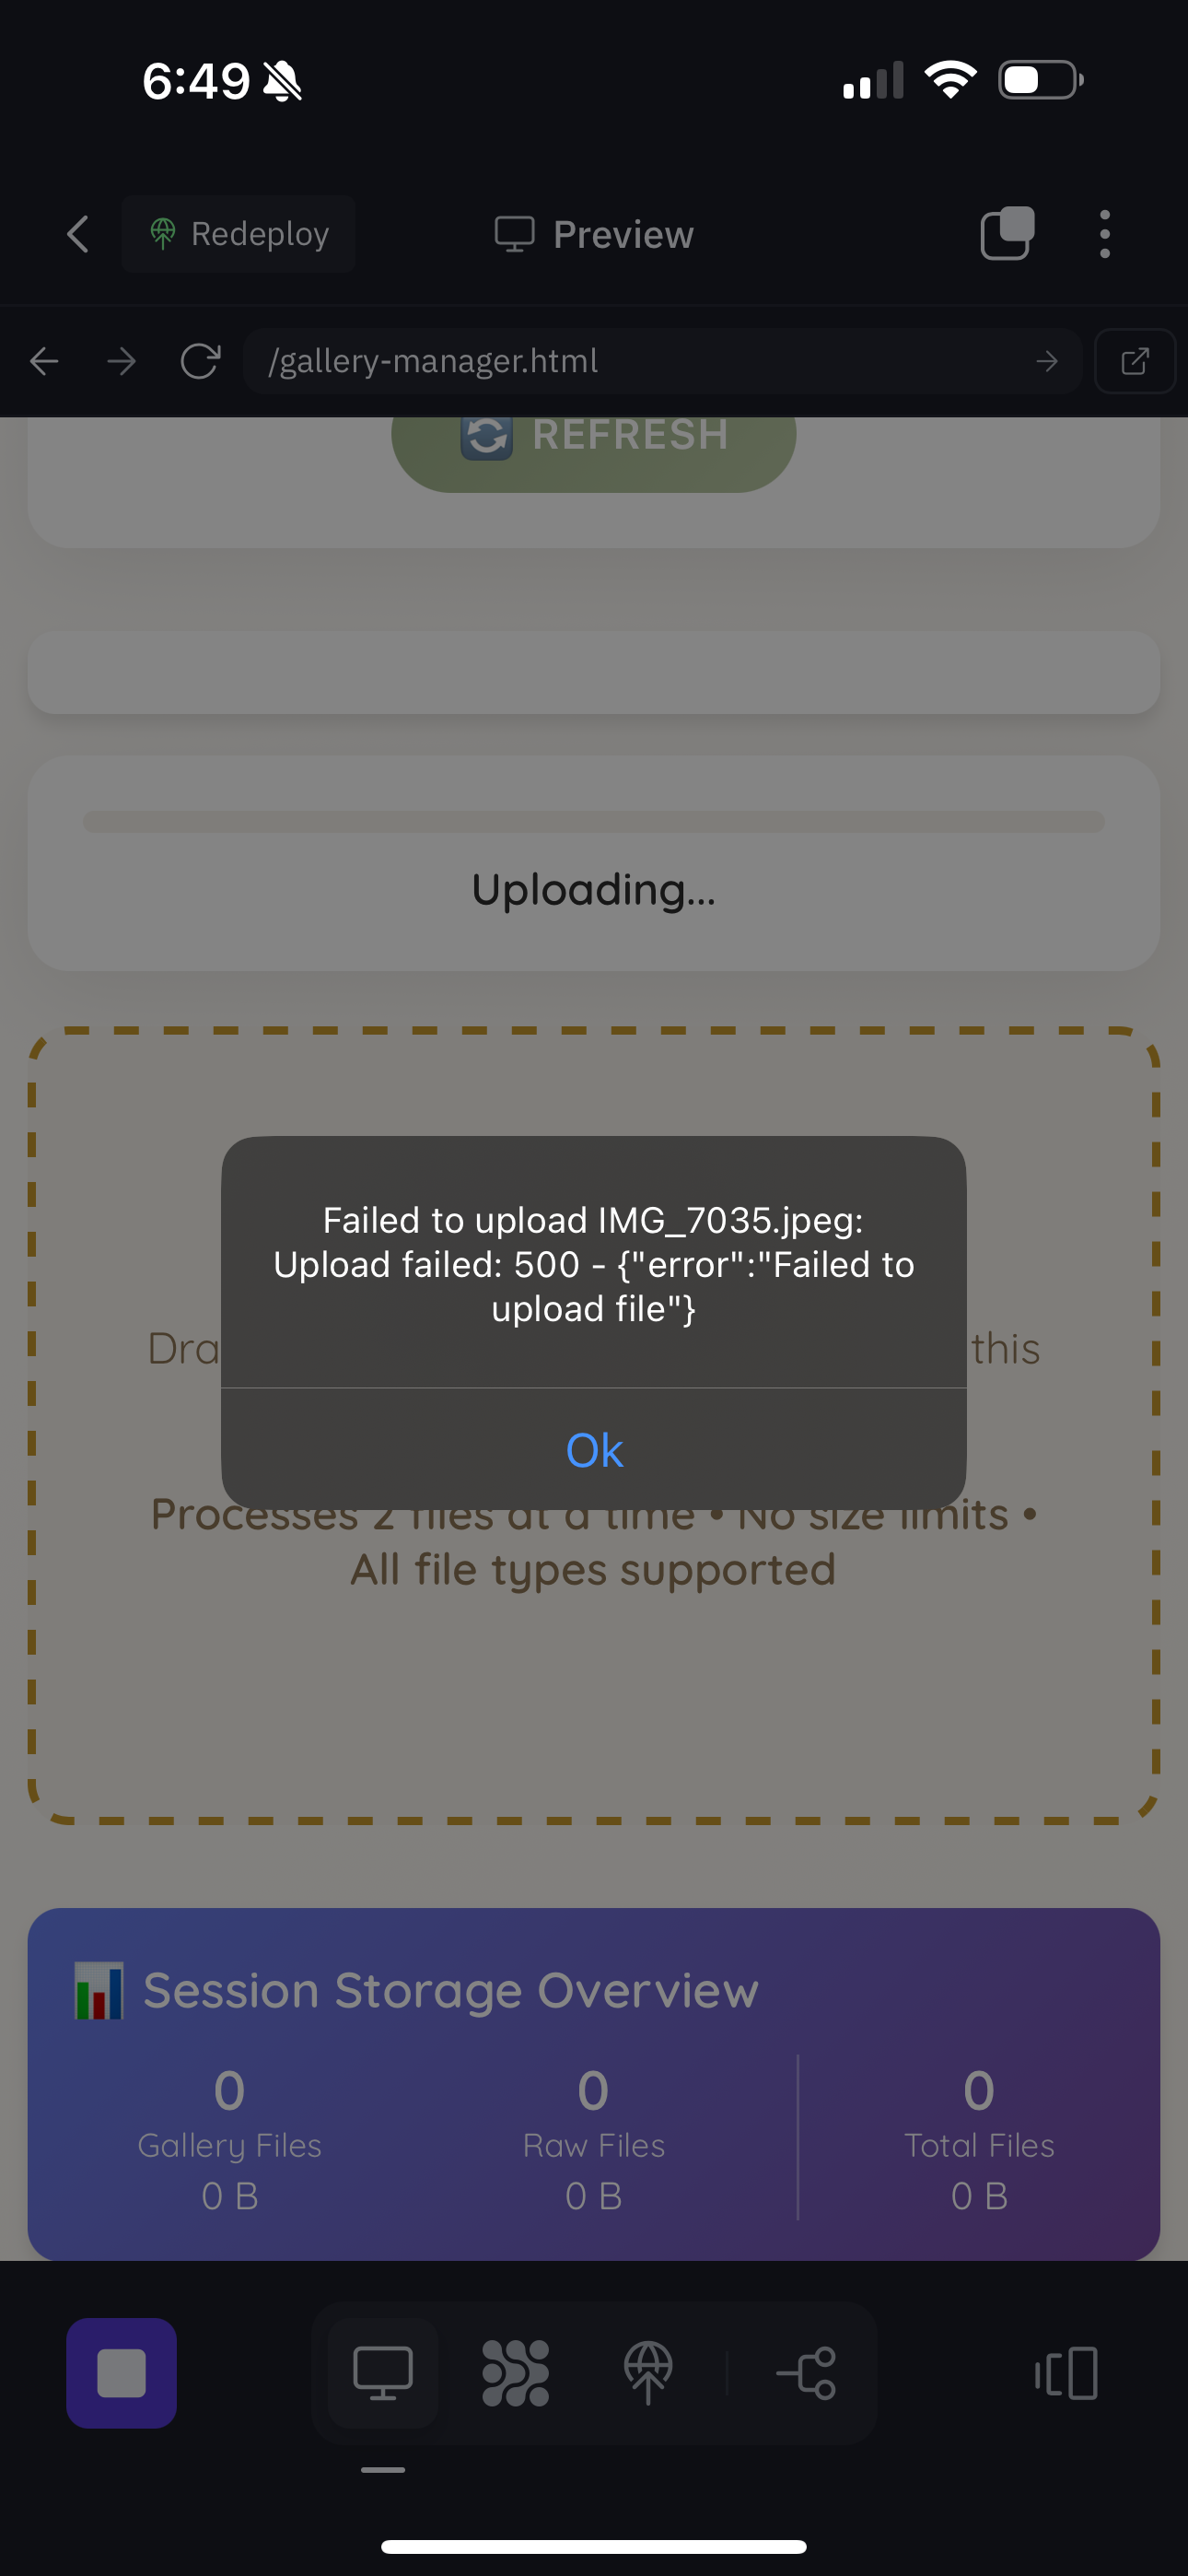 6:49
Redeploy
Preview
/gallery-manager.html
REFRESH
Uploading...
Failed to upload IMG_7035.jpeg:
Upload failed: 500 - {"error":"Failed to
upload file"}
Ok
Dra
this
Processes 2 files at a time • No size limits •
All file types supported
Session Storage Overview
0
Gallery Files
0 B
0
Raw Files
0 B
0
Total Files
0 B